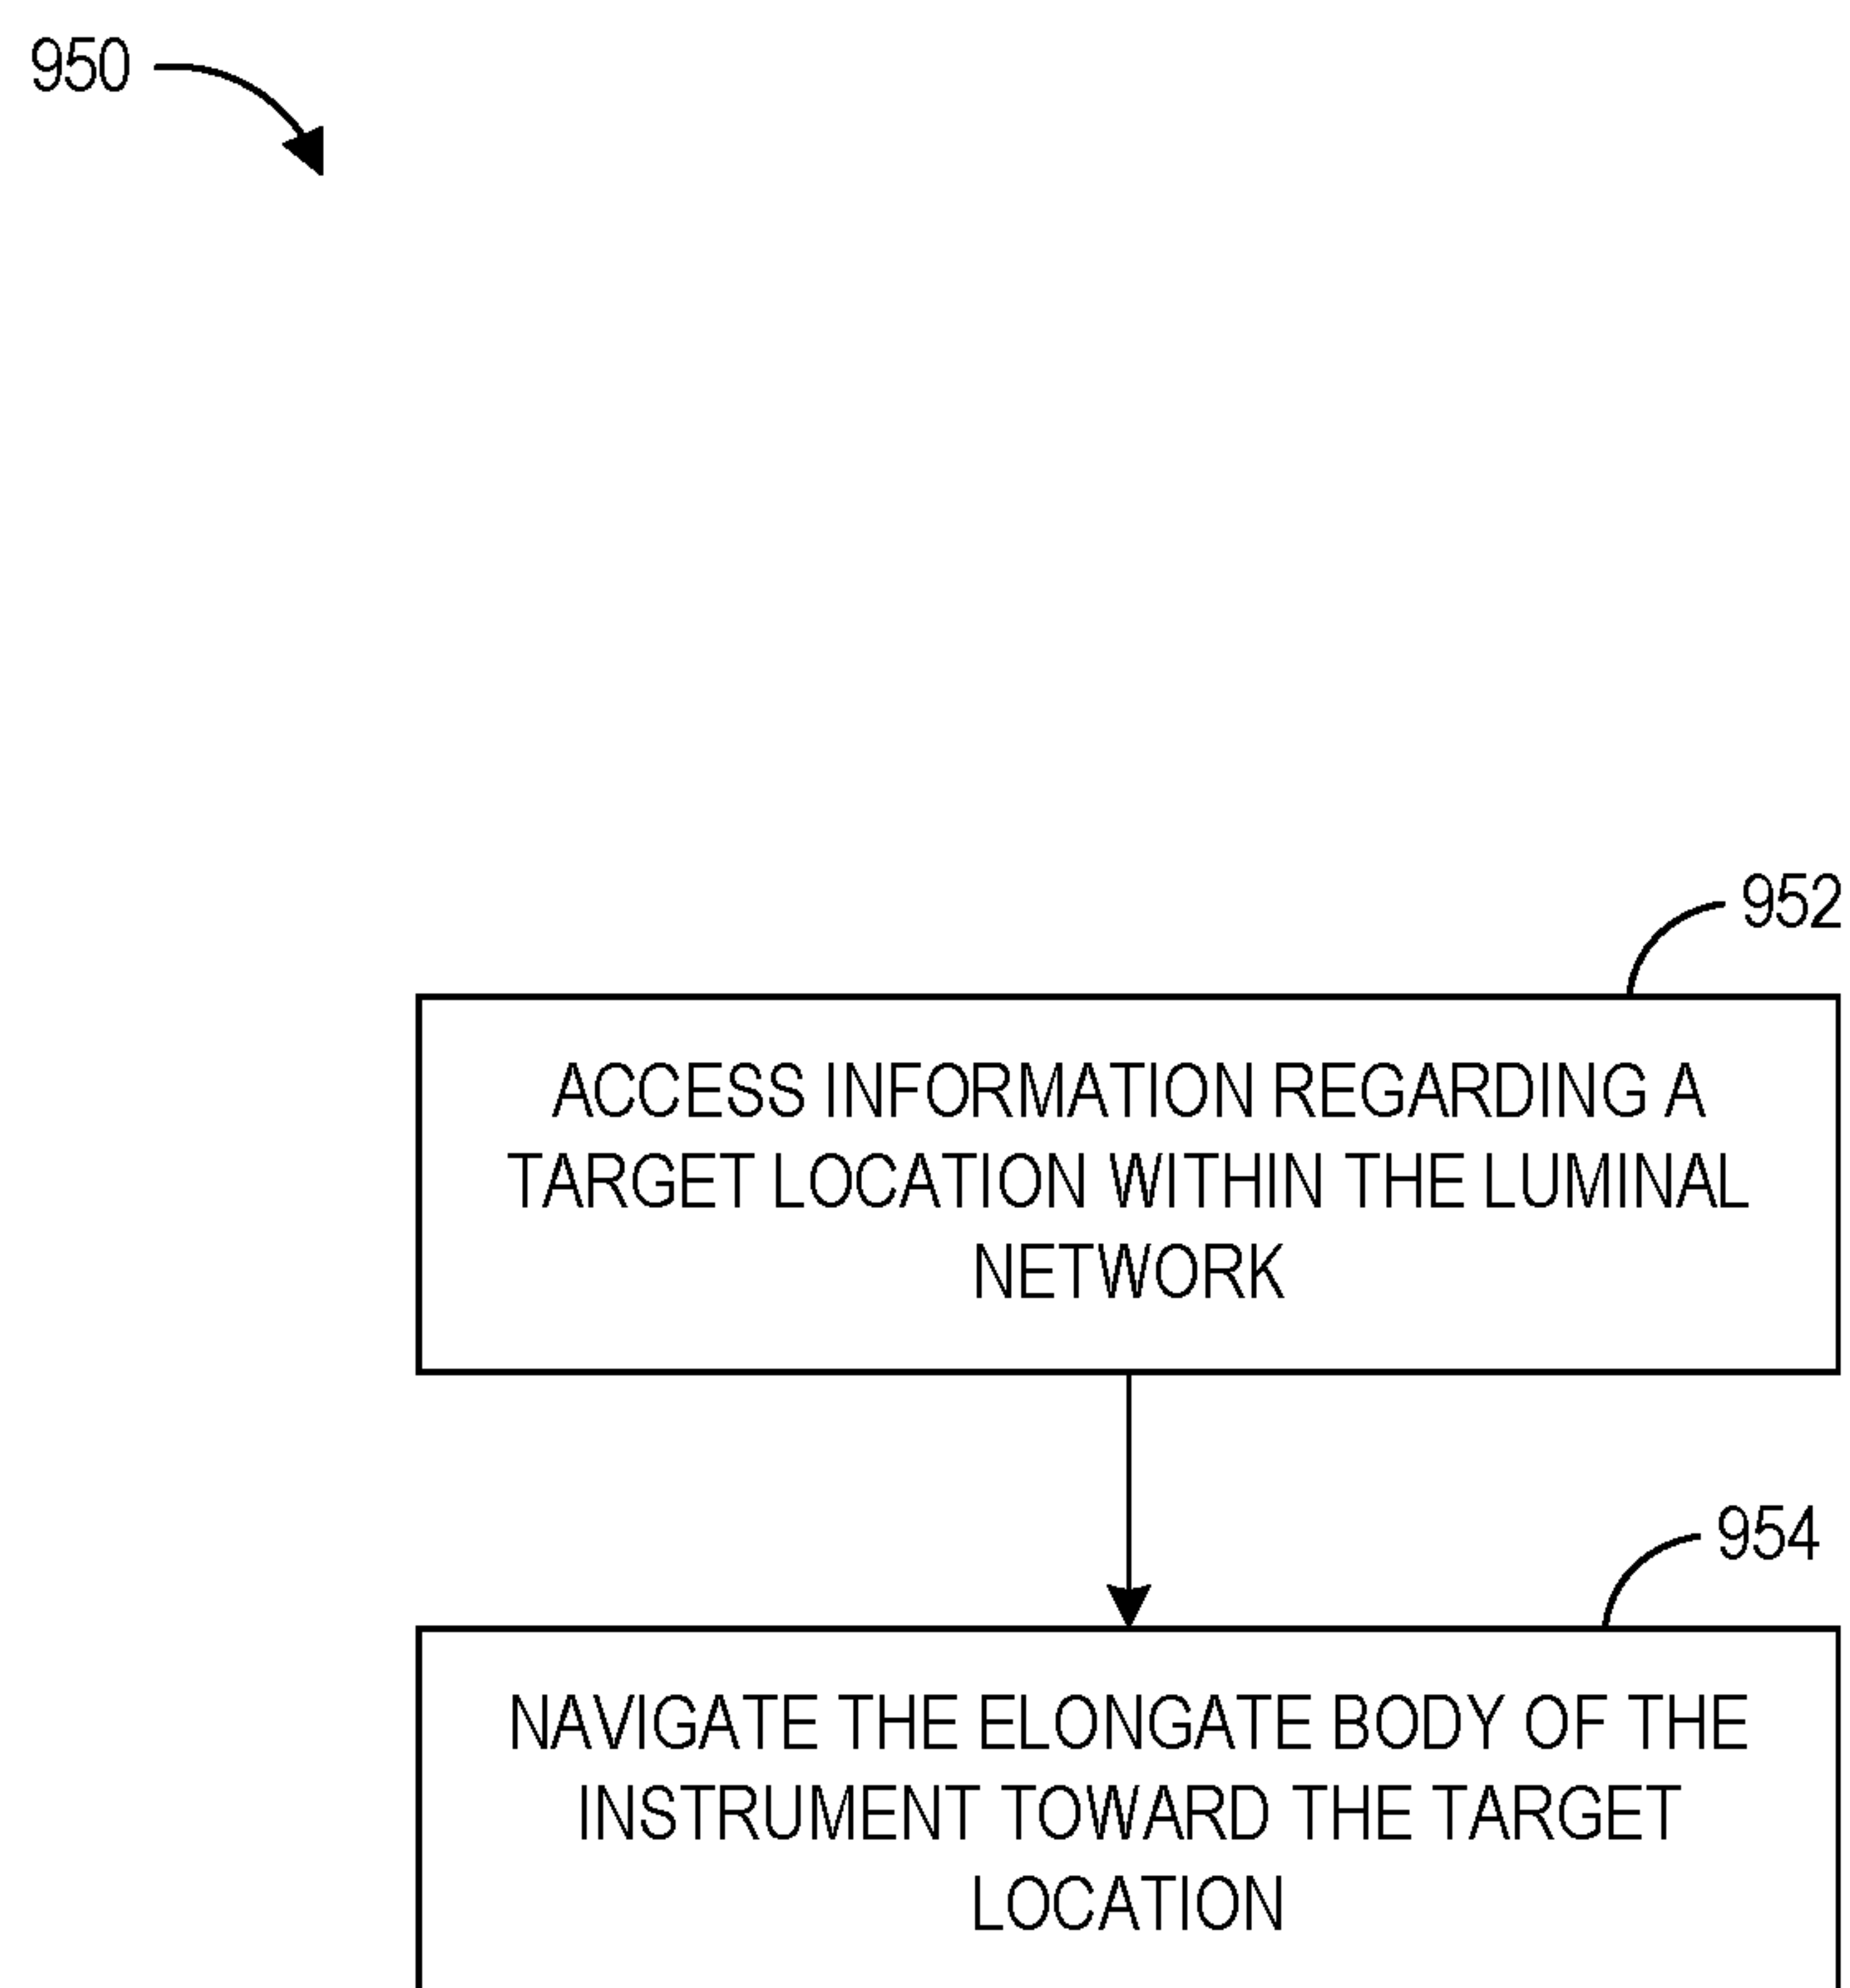 950
952
ACCESS INFORMATION REGARDING A
TARGET LOCATION WITHIN THE LUMINAL
NETWORK
954
NAVIGATE THE ELONGATE BODY OF THE
INSTRUMENT TOWARD THE TARGET
LOCATION